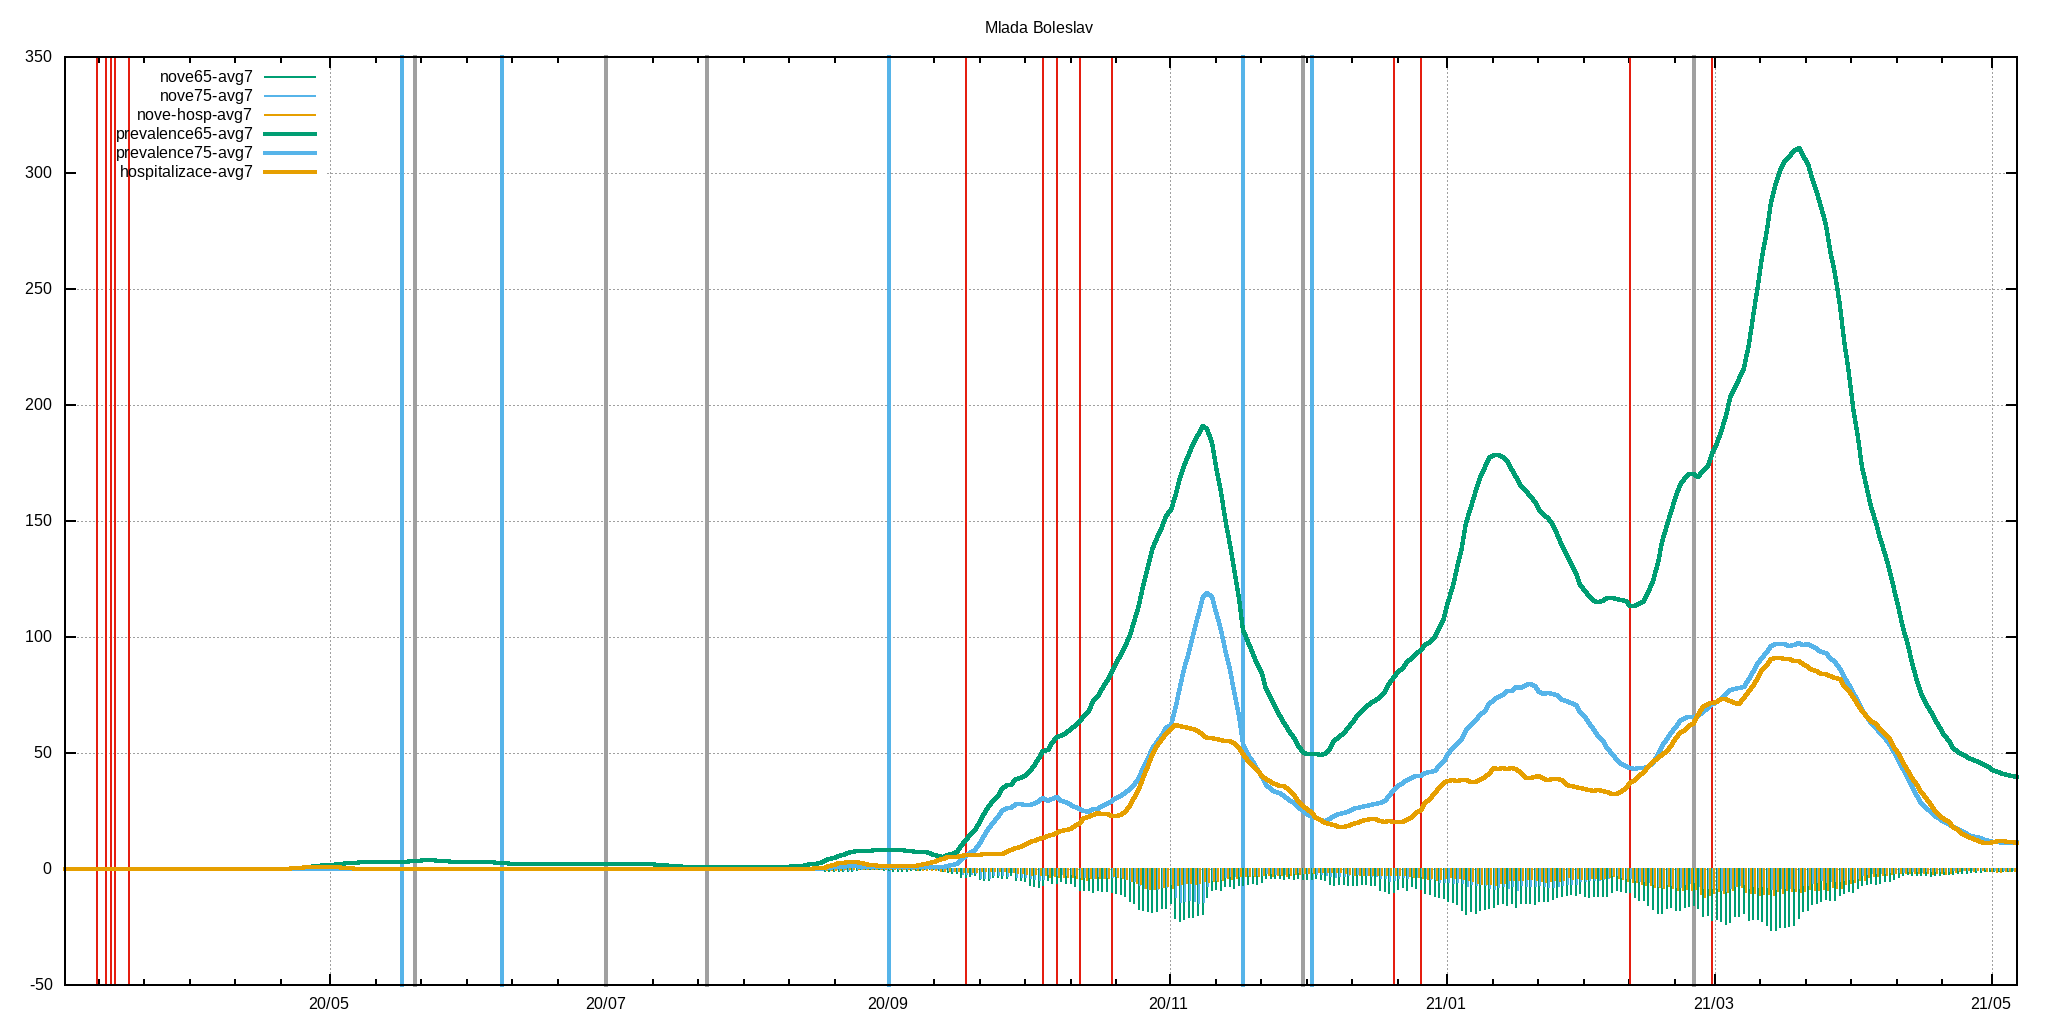 Mlada Boleslav
350
300
250
200
150
100
50
0
-50
nove65-avg7
nove75-avg7
nove-hosp-avg7
prevalence65-avg7
prevalence75-avg7
hospitalizace-avg7
20/05 20/07 20/09 20/11 21/01 21/03 21/05